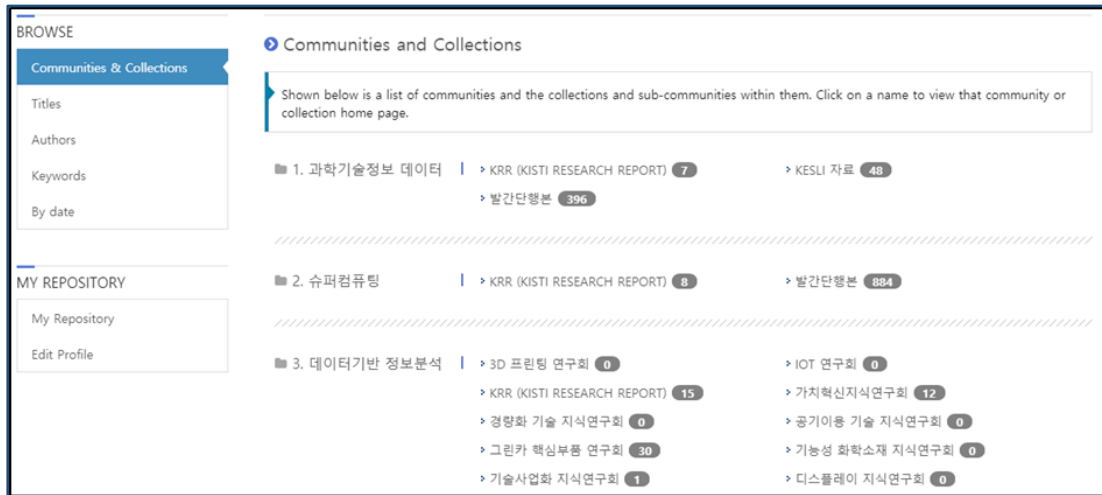 BROWSE
Communities & Collections
Titles
Authors
Keywords
By date
MY REPOSITORY
My Repository
Edit Profile
Communities and Collections
Shown below is a list of communities and the collections and sub-communities within them. Click on a name to view that community or
collection home page.
1. 과학기술정보 데이터
KRR (KISTI RESEARCH REPORT) 7
KESLI 자료 48
발간단행본 396
2. 슈퍼컴퓨팅
KRR (KISTI RESEARCH REPORT) 8
발간단행본 884
3. 데이터기반 정보분석
3D 프린팅 연구회 0
IOT 연구회 0
KRR (KISTI RESEARCH REPORT) 15
가치혁신지식연구회 12
경량화 기술 지식연구회 0
공기이용 기술 지식연구회 0
그린카 핵심부품 연구회 30
기능성 화학소재 지식연구회 0
기술사업화 지식연구회 1
디스플레이 지식연구회 0